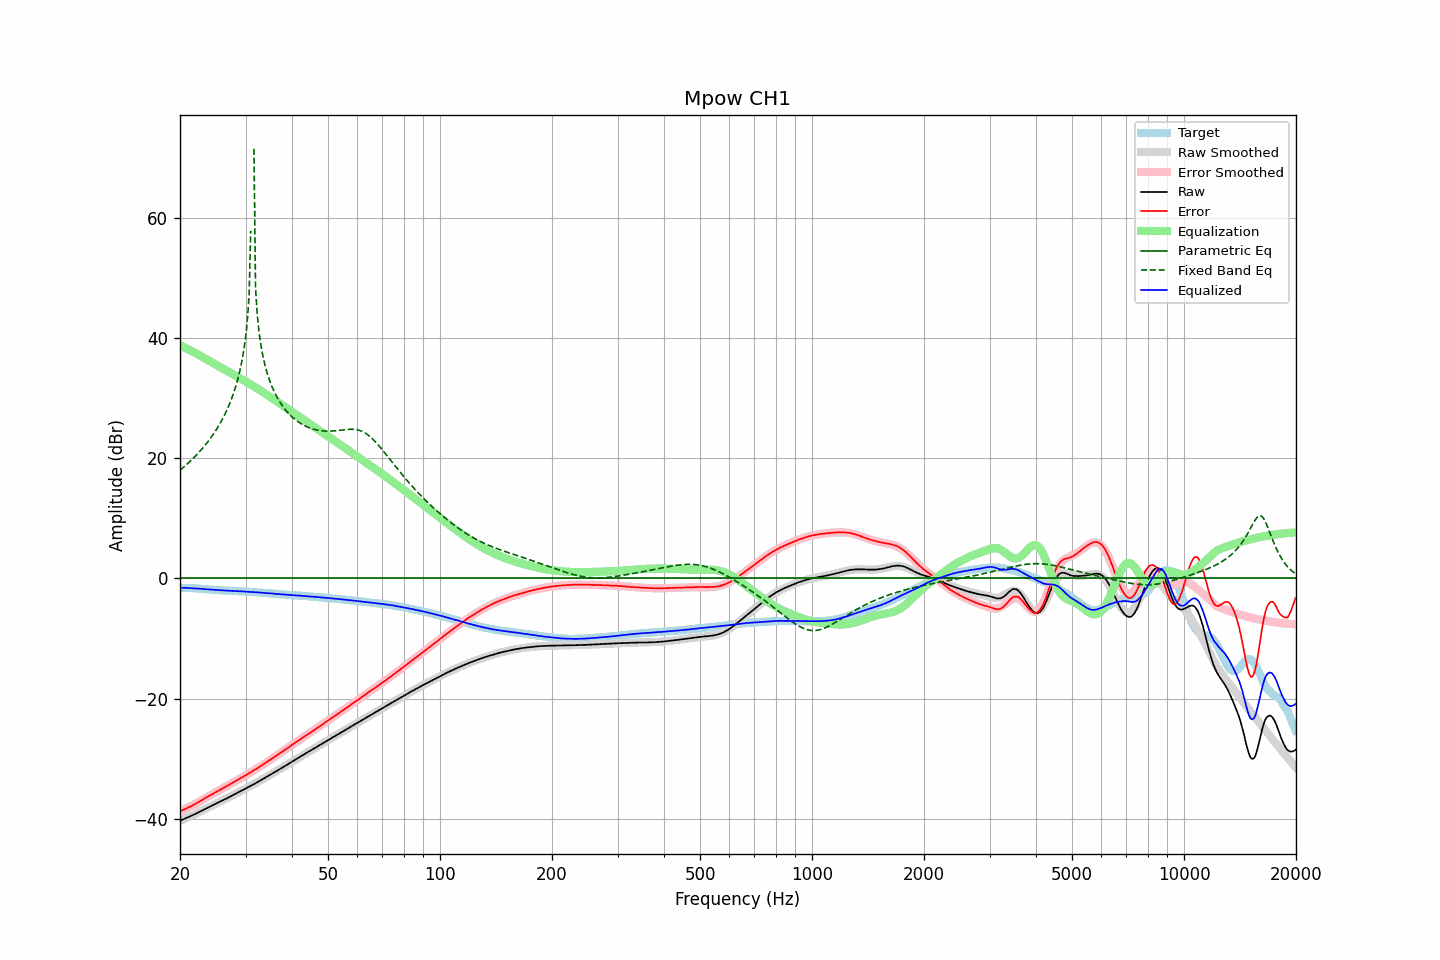 Mpow CH1
Target
Raw Smoothed
Error Smoothed
Raw
Error
Equalization
Parametric Eq
Fixed Band Eq
Equalized
Amplitude (dBr)
60
40
20
0
−20
−40
20 50 100 200 500 1000 2000 5000 10000 20000
Frequency (Hz)